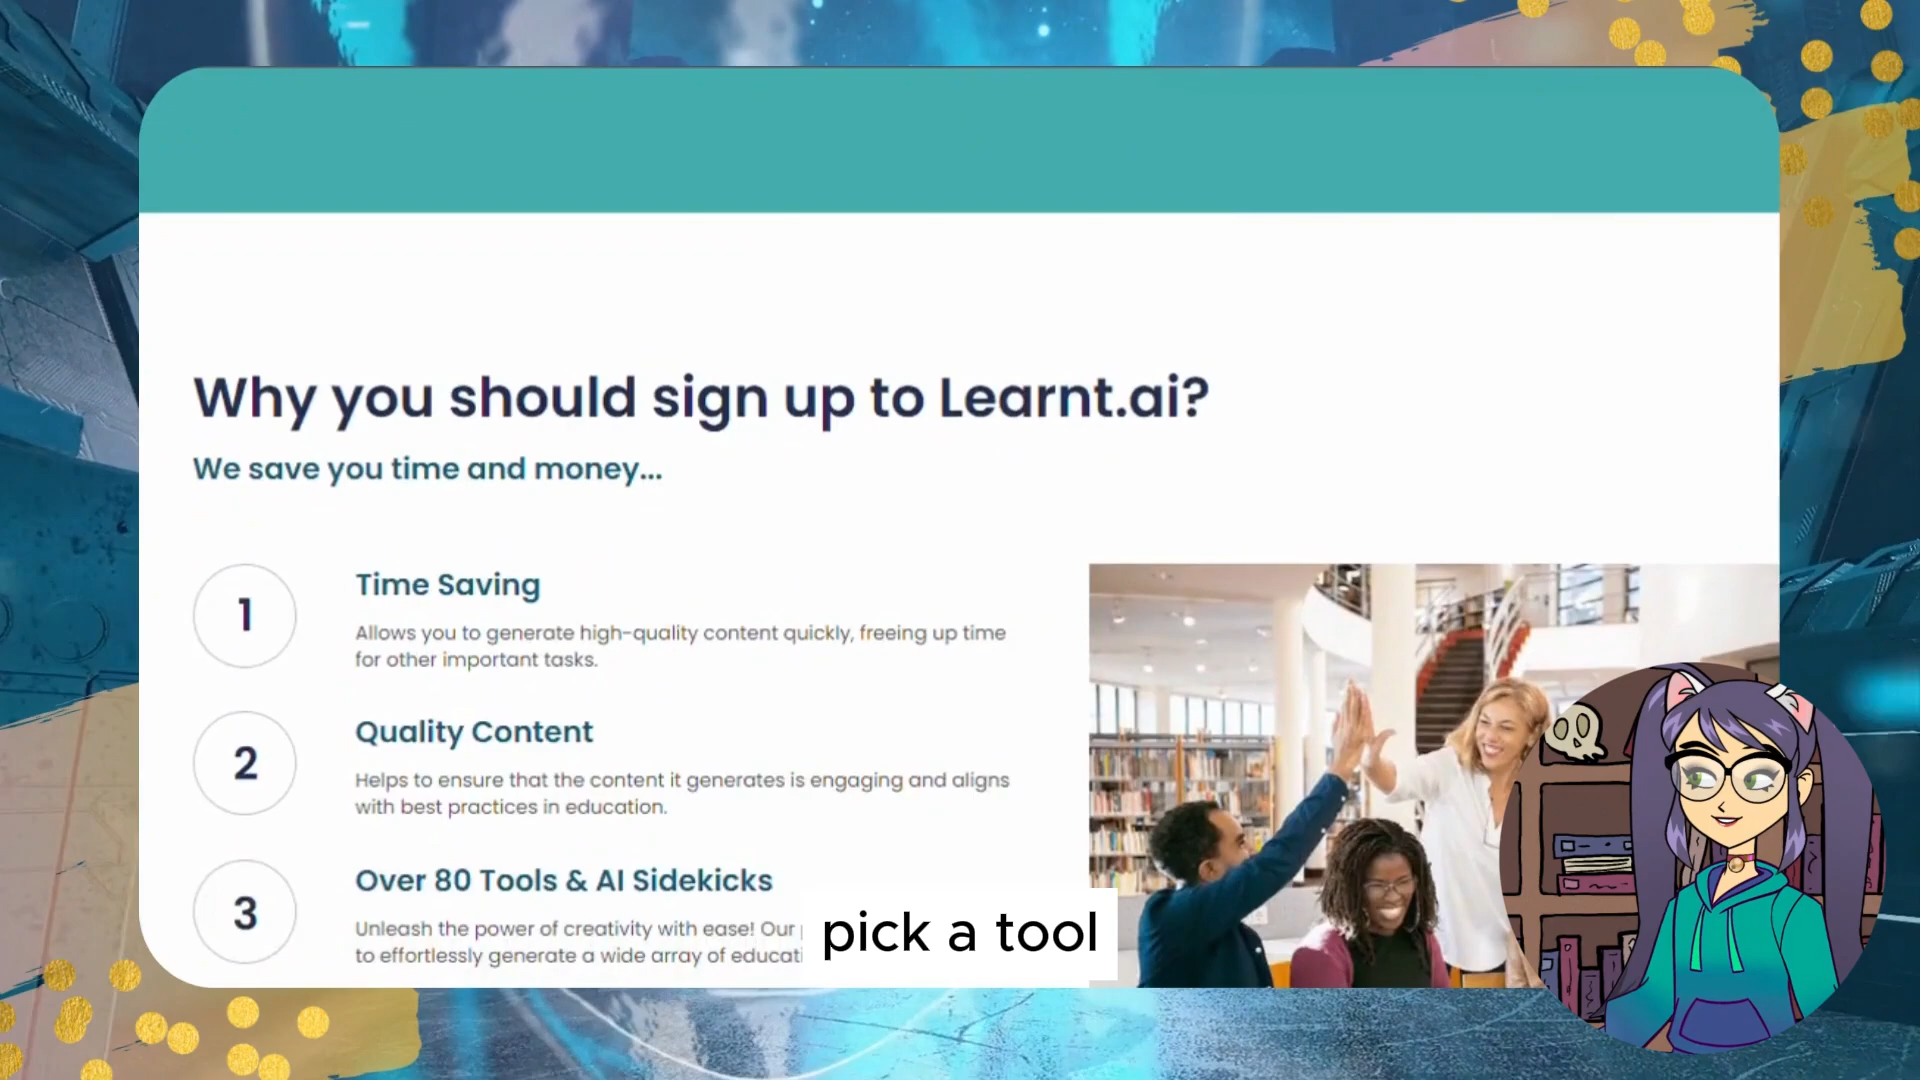 Why you should sign up to Learnt.ai?
We save you time and money...
1
Time Saving
Allows you to generate high-quality content quickly, freeing up time
for other important tasks.
2
Quality Content
Helps to ensure that the content it generates is engaging and aligns
with best practices in education.
3
Over 80 Tools & AI Sidekicks
Unleash the power of creativity with ease! Our
to effortlessly generate a wide array of educati
pick a tool